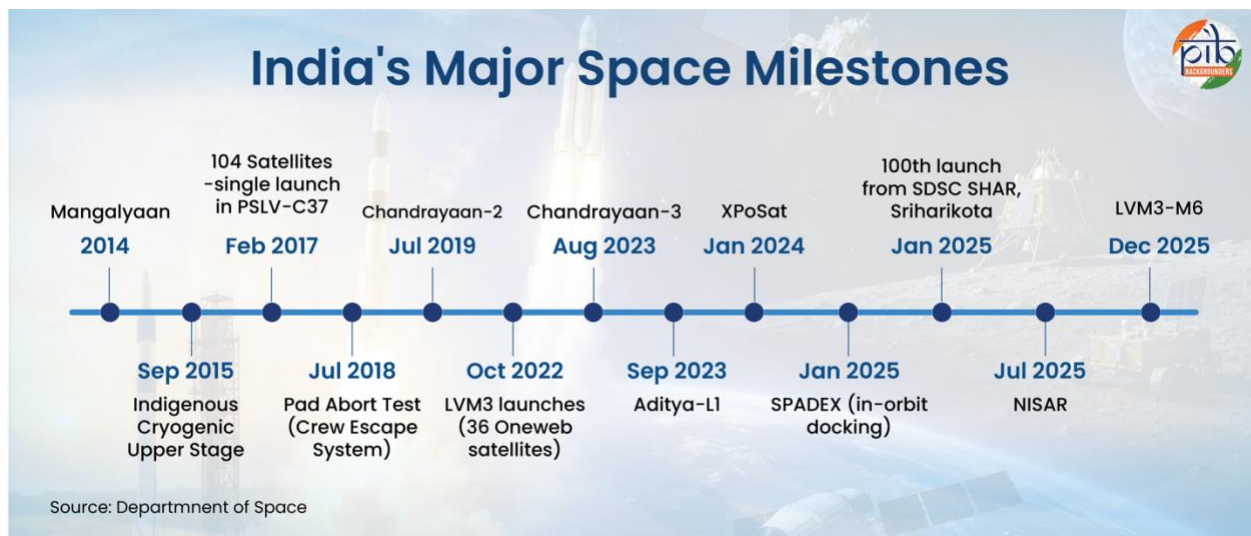 India's Major Space Milestones
pib
BACKGROUNDERS
Mangalyaan
2014
104 Satellites
-single launch
in PSLV-C37
Feb 2017
Chandrayaan-2
Jul 2019
Chandrayaan-3
Aug 2023
XPoSat
Jan 2024
100th launch
from SDSC SHAR,
Sriharikota
Jan 2025
LVM3-M6
Dec 2025
Sep 2015
Indigenous
Cryogenic
Upper Stage
Jul 2018
Pad Abort Test
(Crew Escape
System)
Oct 2022
LVM3 launches
(36 Oneweb
satellites)
Sep 2023
Aditya-L1
Jan 2025
SPADEX (in-orbit
docking)
Jul 2025
NISAR
Source: Departmnent of Space